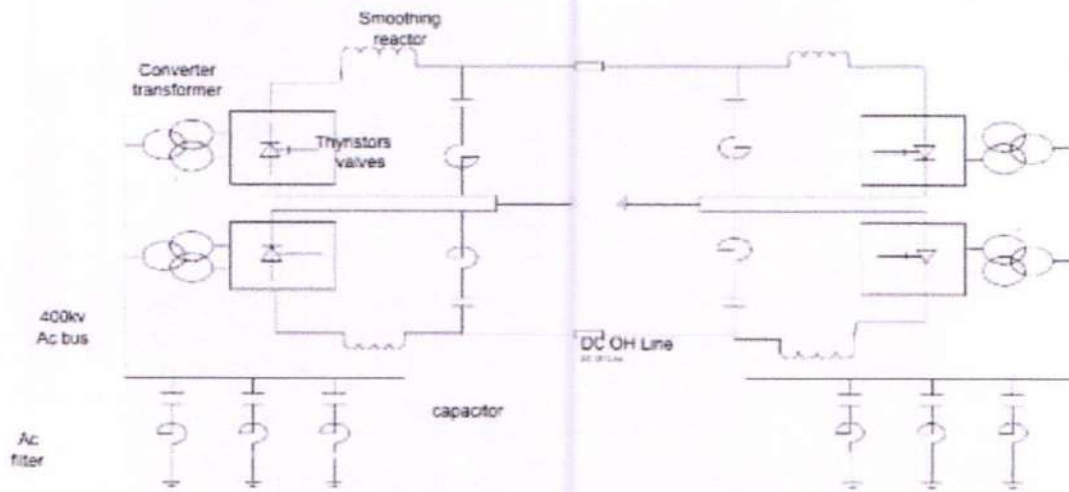 Smoothing
reactor
Converter
transformer
Thyristors
valves
400kv
Ac bus
DC OH Line
capacitor
Ac
filter